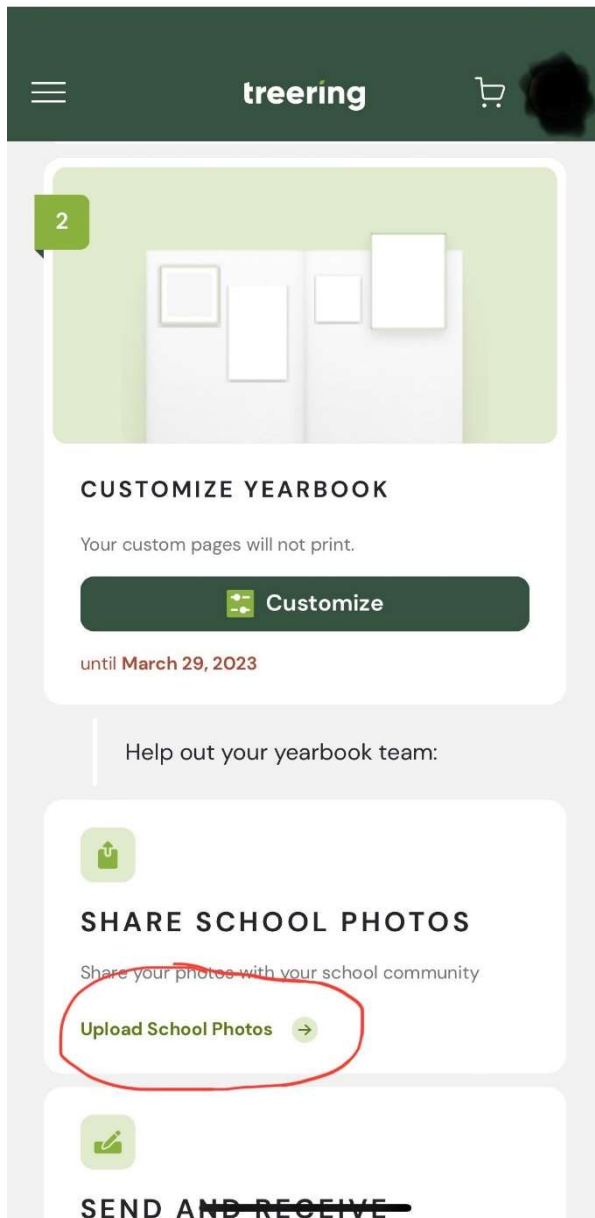 treering
2
CUSTOMIZE YEARBOOK
Your custom pages will not print.
Customize
until March 29, 2023
Help out your yearbook team:
SHARE SCHOOL PHOTOS
Share your photos with your school community
Upload School Photos
SEND AND RECEIVE